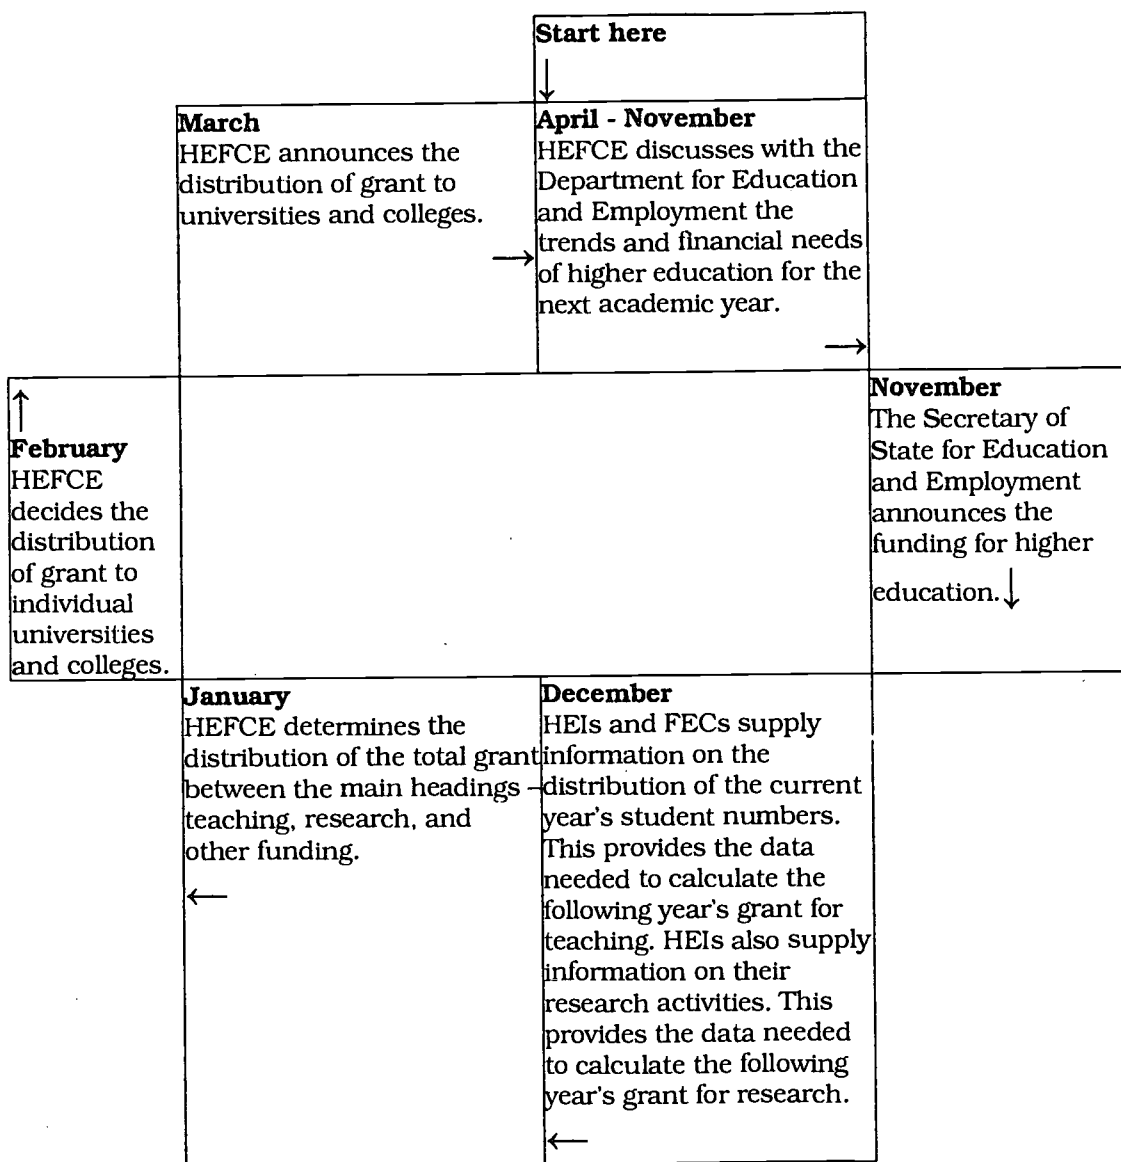 Start here
↓
March
HEFCE announces the
distribution of grant to
universities and colleges.
→
April - November
HEFCE discusses with the
Department for Education
and Employment the
trends and financial needs
of higher education for the
next academic year.
→
November
The Secretary of
State for Education
and Employment
announces the
funding for higher
education. ↓
↑
February
HEFCE
decides the
distribution
of grant to
individual
universities
and colleges.
January
HEFCE determines the
distribution of the total grant
between the main headings –
teaching, research, and
other funding.
←
December
HEIs and FECs supply
information on the
distribution of the current
year's student numbers.
This provides the data
needed to calculate the
following year's grant for
teaching. HEIs also supply
information on their
research activities. This
provides the data needed
to calculate the following
year's grant for research.
←